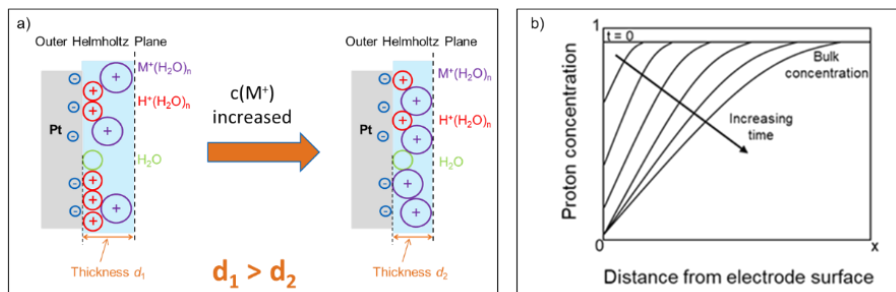 a)
Outer Helmholtz Plane
M⁺(H₂O)ₙ
H⁺(H₂O)ₙ
Pt
H₂O
Thickness d₁
c(M⁺)
increased
d₁ > d₂
Outer Helmholtz Plane
M⁺(H₂O)ₙ
H⁺(H₂O)ₙ
Pt
H₂O
Thickness d₂
b)
1
t = 0
Bulk
concentration
Increasing
time
Proton concentration
0
x
Distance from electrode surface